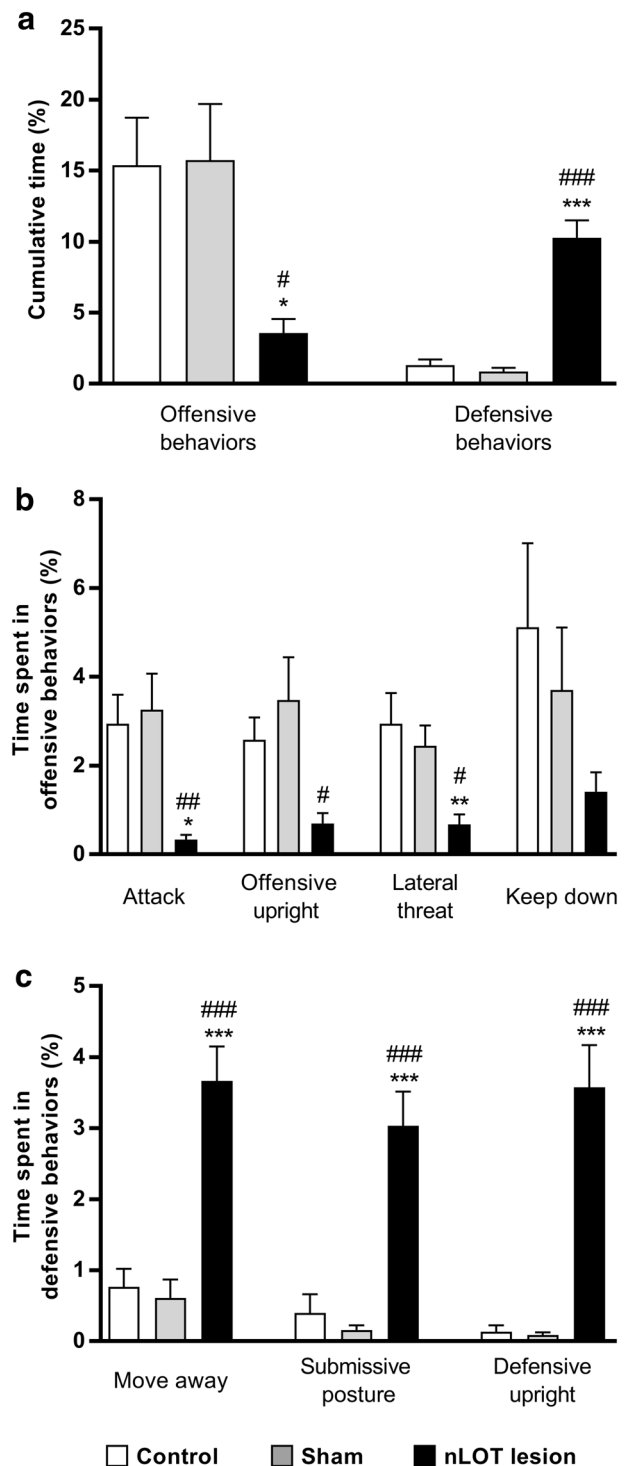 a
Cumulative time (%)
25
20
15
10
5
0
#
*
###
***
Offensive
behaviors
Defensive
behaviors
b
Time spent in
offensive behaviors (%)
8
6
4
2
0
##
*
#
#
**
Attack
Offensive
upright
Lateral
threat
Keep down
c
Time spent in
defensive behaviors (%)
5
4
3
2
1
0
###
***
###
***
###
***
Move away
Submissive
posture
Defensive
upright
Control
Sham
nLOT lesion